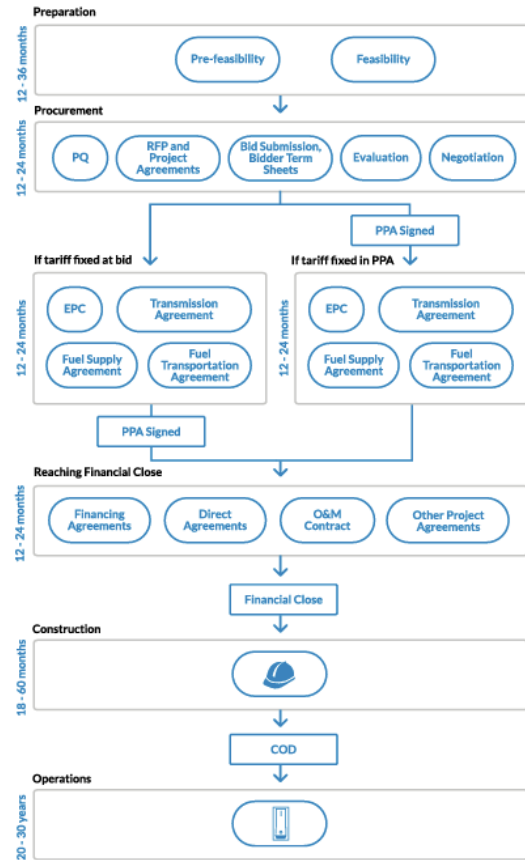 Preparation
12 - 36 months
Pre-feasibility
Feasibility
Procurement
12 - 24 months
PQ
RFP and
Project
Agreements
Bid Submission,
Bidder Term
Sheets
Evaluation
Negotiation
PPA Signed
If tariff fixed at bid
12 - 24 months
EPC
Transmission
Agreement
Fuel Supply
Agreement
Fuel
Transportation
Agreement
PPA Signed
If tariff fixed in PPA
12 - 24 months
EPC
Transmission
Agreement
Fuel Supply
Agreement
Fuel
Transportation
Agreement
Reaching Financial Close
12 - 24 months
Financing
Agreements
Direct
Agreements
O&M
Contract
Other Project
Agreements
Financial Close
Construction
18 - 60 months
COD
Operations
20 - 30 years